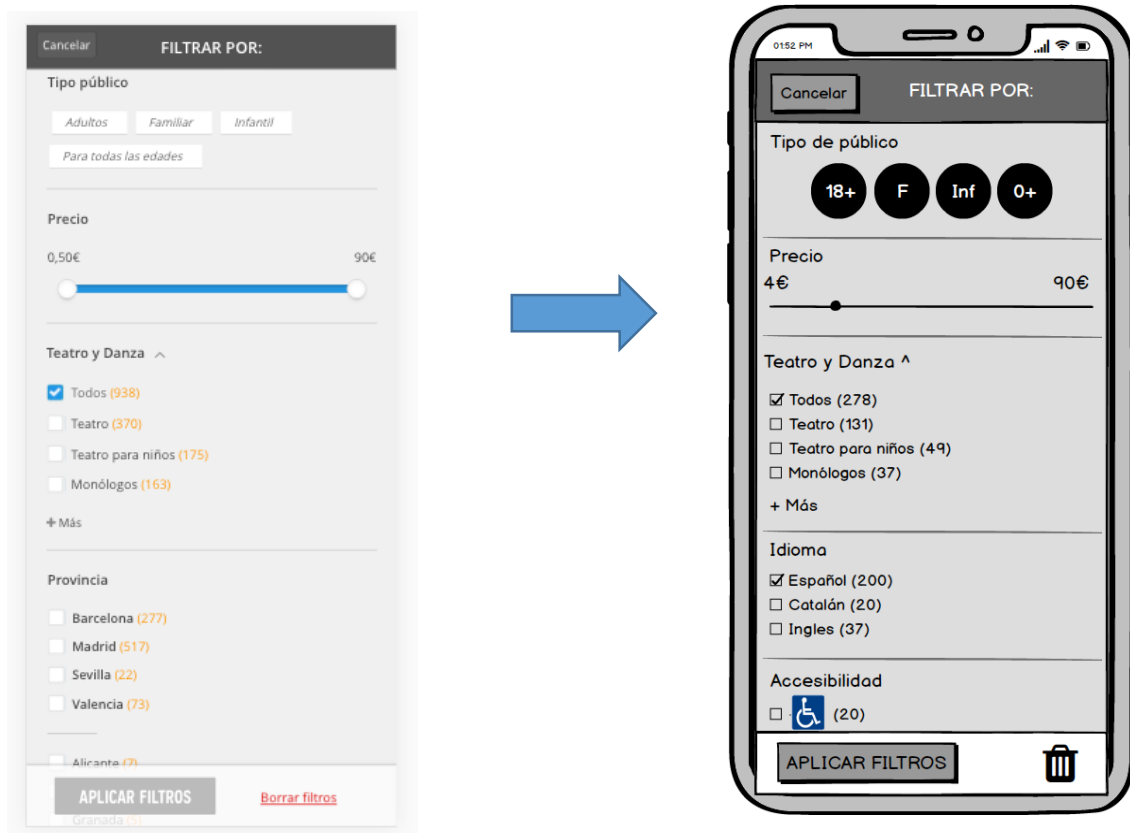 Cancelar FILTRAR POR:
Tipo público
Adultos Familiar Infantil
Para todas las edades
Precio
0,50€ 90€
Teatro y Danza
Todos (938)
Teatro (370)
Teatro para niños (175)
Monólogos (163)
+ Más
Provincia
Barcelona (277)
Madrid (517)
Sevilla (22)
Valencia (73)
Alicante (7)
APLICAR FILTROS Borrar filtros
Granada (5)
01:52 PM
Cancelar FILTRAR POR:
Tipo de público
18+ F Inf 0+
Precio
4€ 90€
Teatro y Danza ^
Todos (278)
Teatro (131)
Teatro para niños (49)
Monólogos (37)
+ Más
Idioma
Español (200)
Catalán (20)
Ingles (37)
Accesibilidad
(20)
APLICAR FILTROS